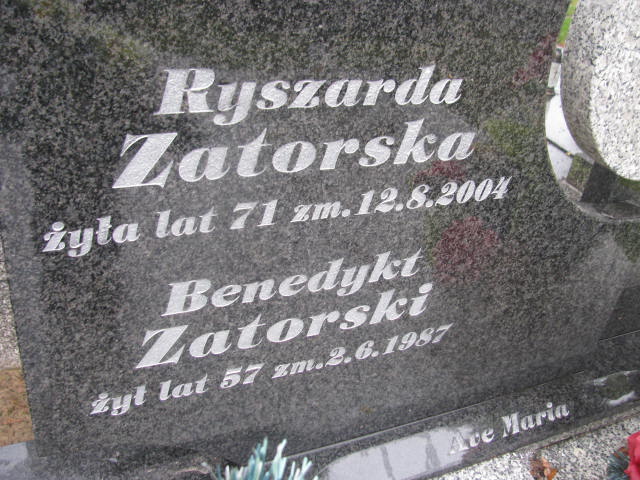 Ryszarda
Zatorska
żyła lat 71 zm.12.8.2004
Benedykt
Zatorski
żył lat 57 zm.2.6.1987
Ave Maria